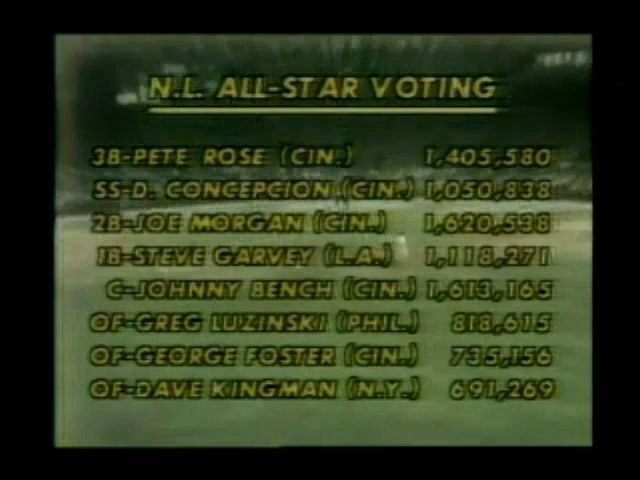 N.L. ALL-STAR VOTING
3B-PETE ROSE (CIN.) 1,405,580
SS-D. CONCEPCION (CIN.) 1,050,838
2B-JOE MORGAN (CIN.) 1,620,538
1B-STEVE GARVEY (L.A.) 1,118,271
C-JOHNNY BENCH (CIN.) 1,613,165
OF-GREG LUZINSKI (PHIL.) 818,615
OF-GEORGE FOSTER (CIN.) 735,156
OF-DAVE KINGMAN (N.Y.) 691,269